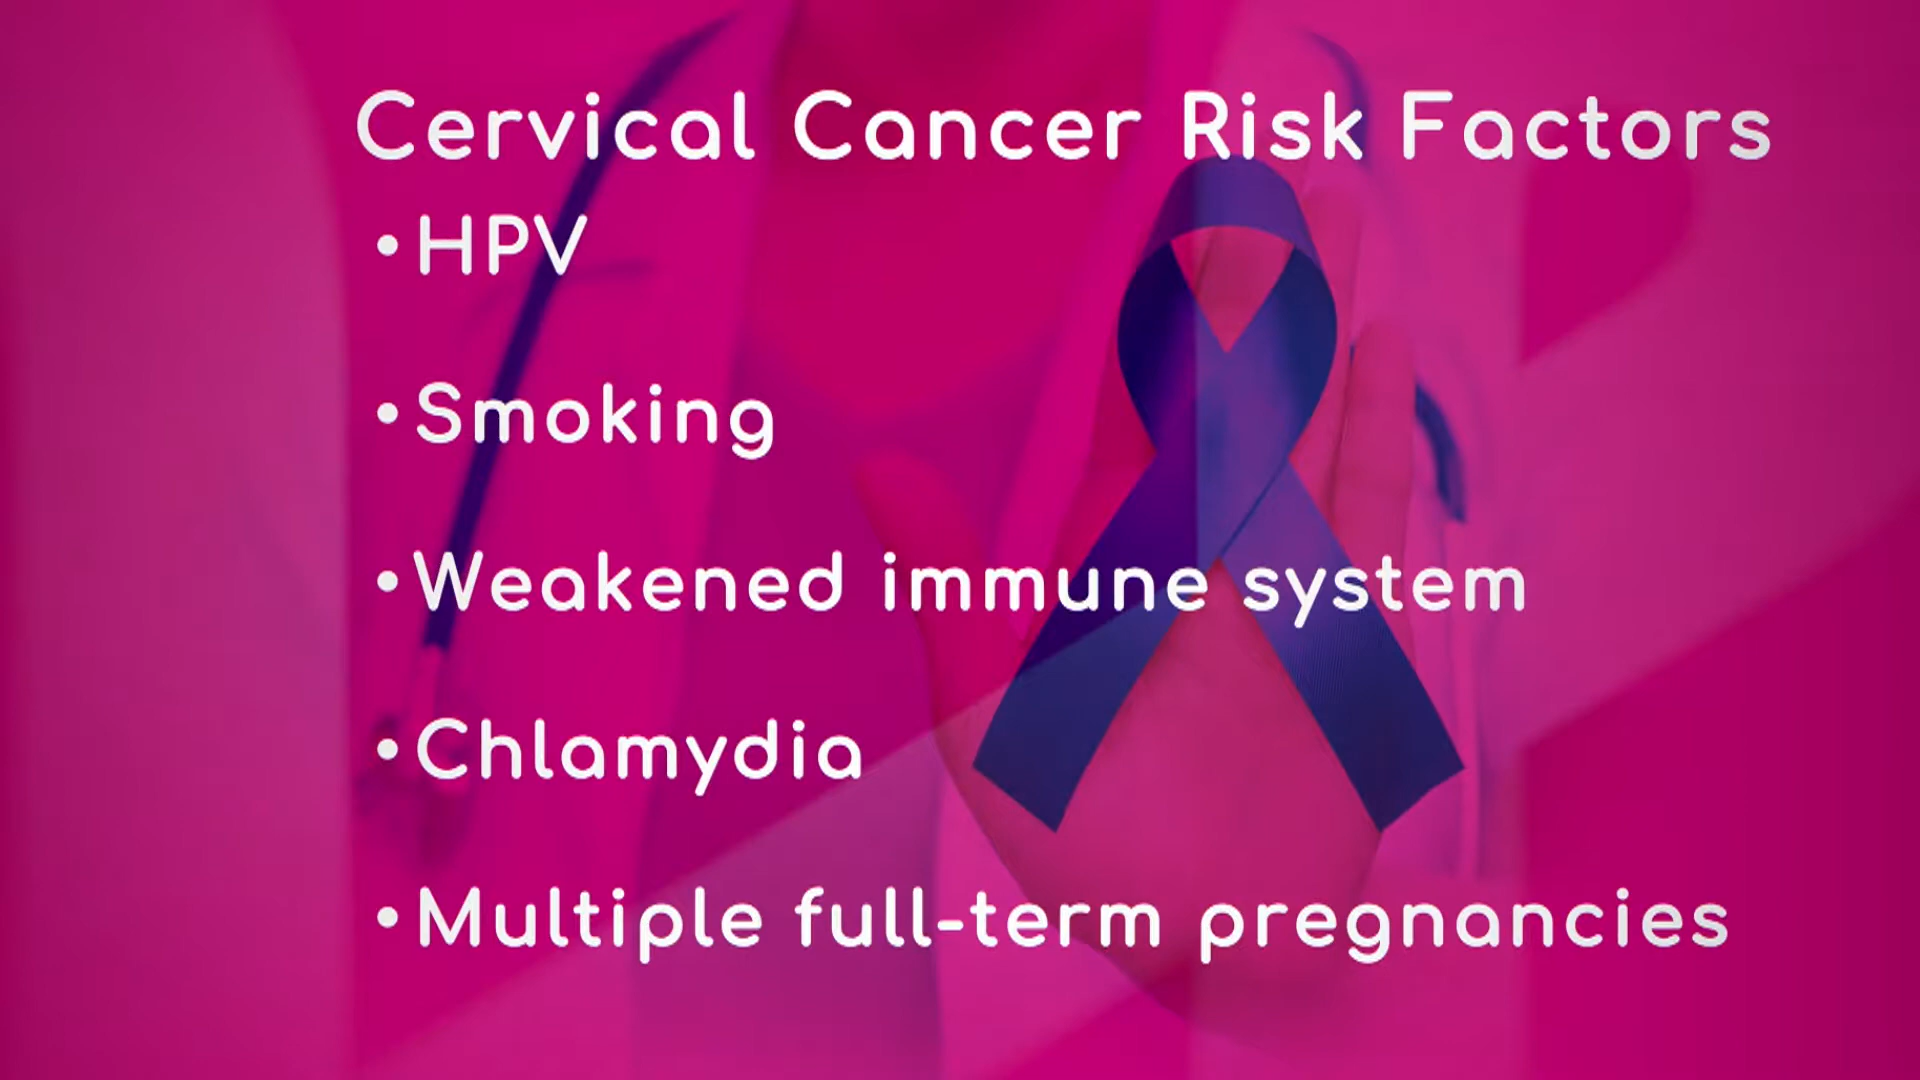 Cervical Cancer Risk Factors
•HPV
•Smoking
•Weakened immune system
•Chlamydia
•Multiple full-term pregnancies